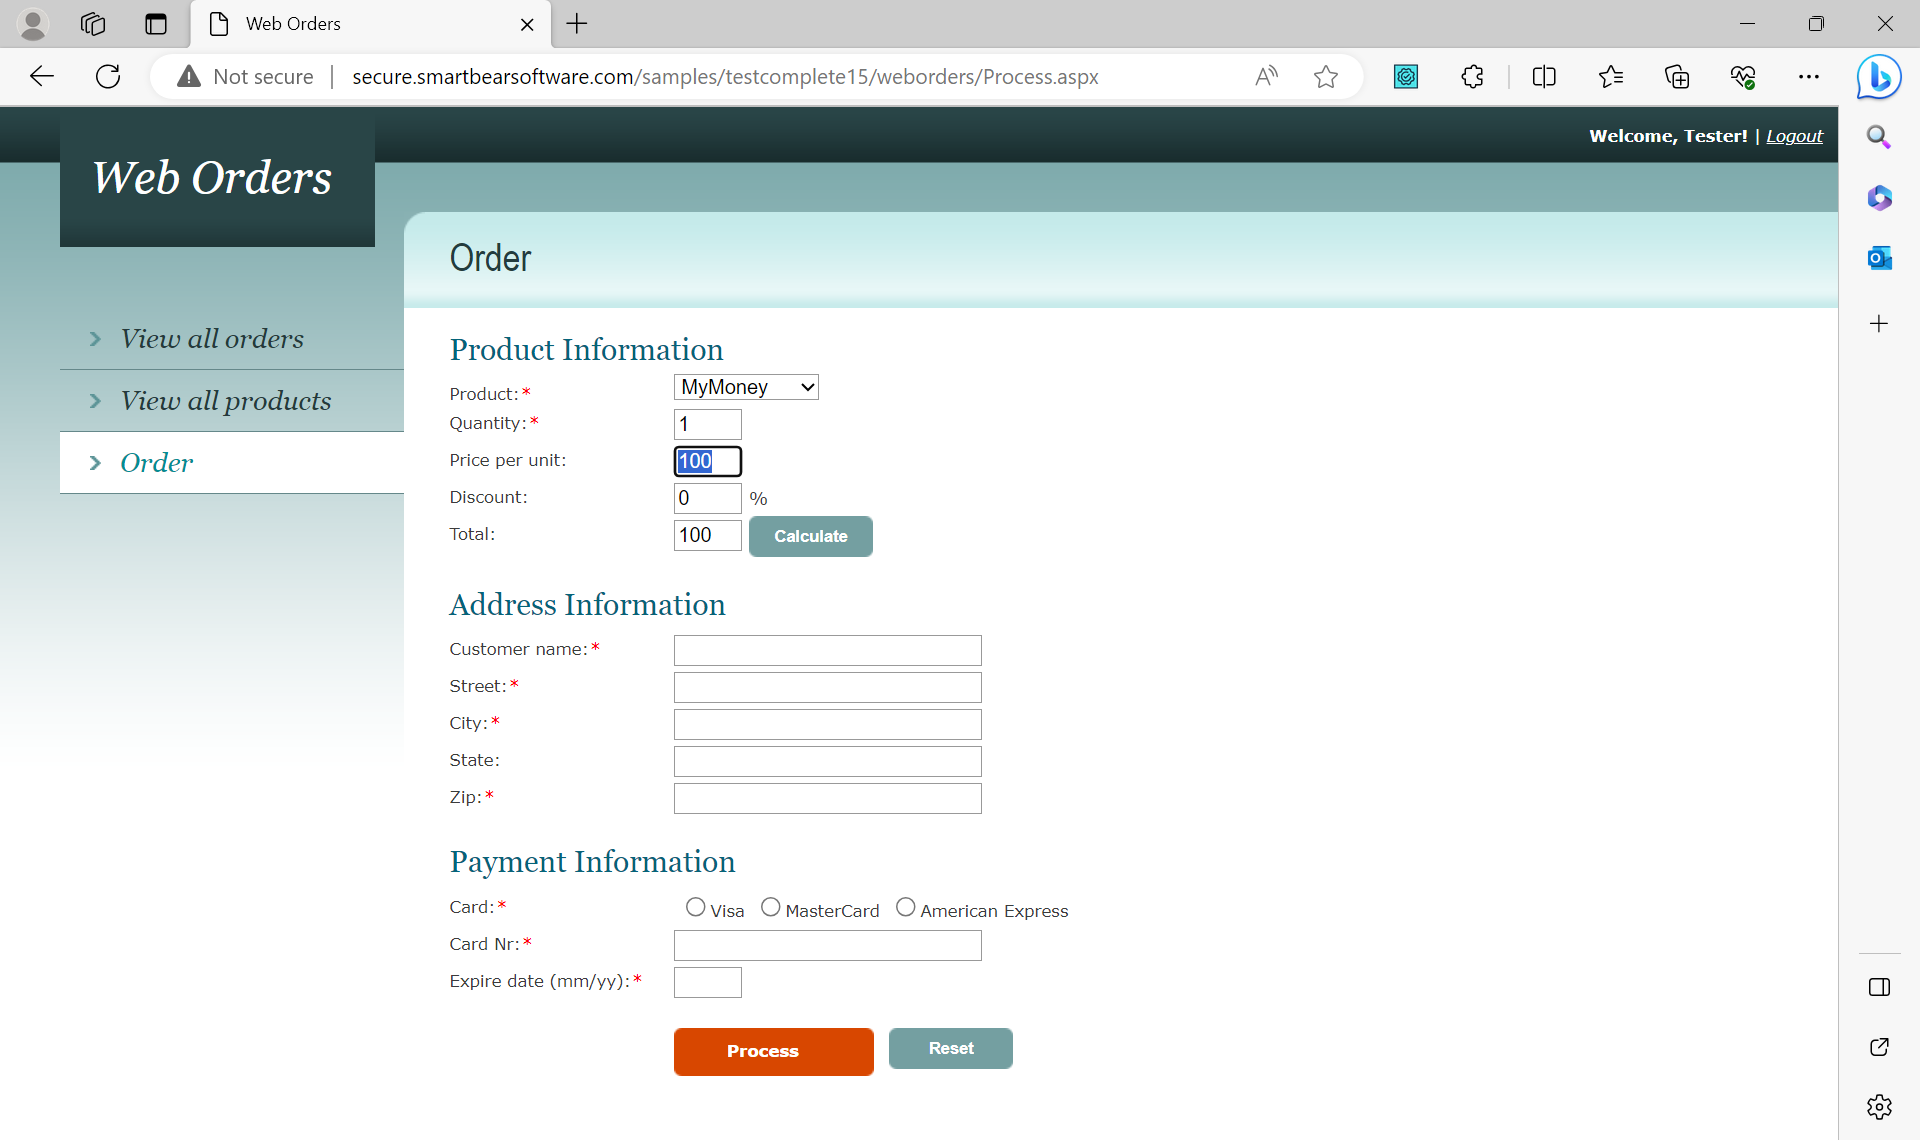 Web Orders
Not secure secure.smartbearsoftware.com/samples/testcomplete15/weborders/Process.aspx
Welcome, Tester! | Logout
Web Orders
Order
View all orders
View all products
Order
Product Information
Product:* MyMoney
Quantity:* 1
Price per unit: 100
Discount: 0 %
Total: 100 Calculate
Address Information
Customer name:*
Street:*
City:*
State:
Zip:*
Payment Information
Card:* Visa MasterCard American Express
Card Nr:*
Expire date (mm/yy):*
Process Reset